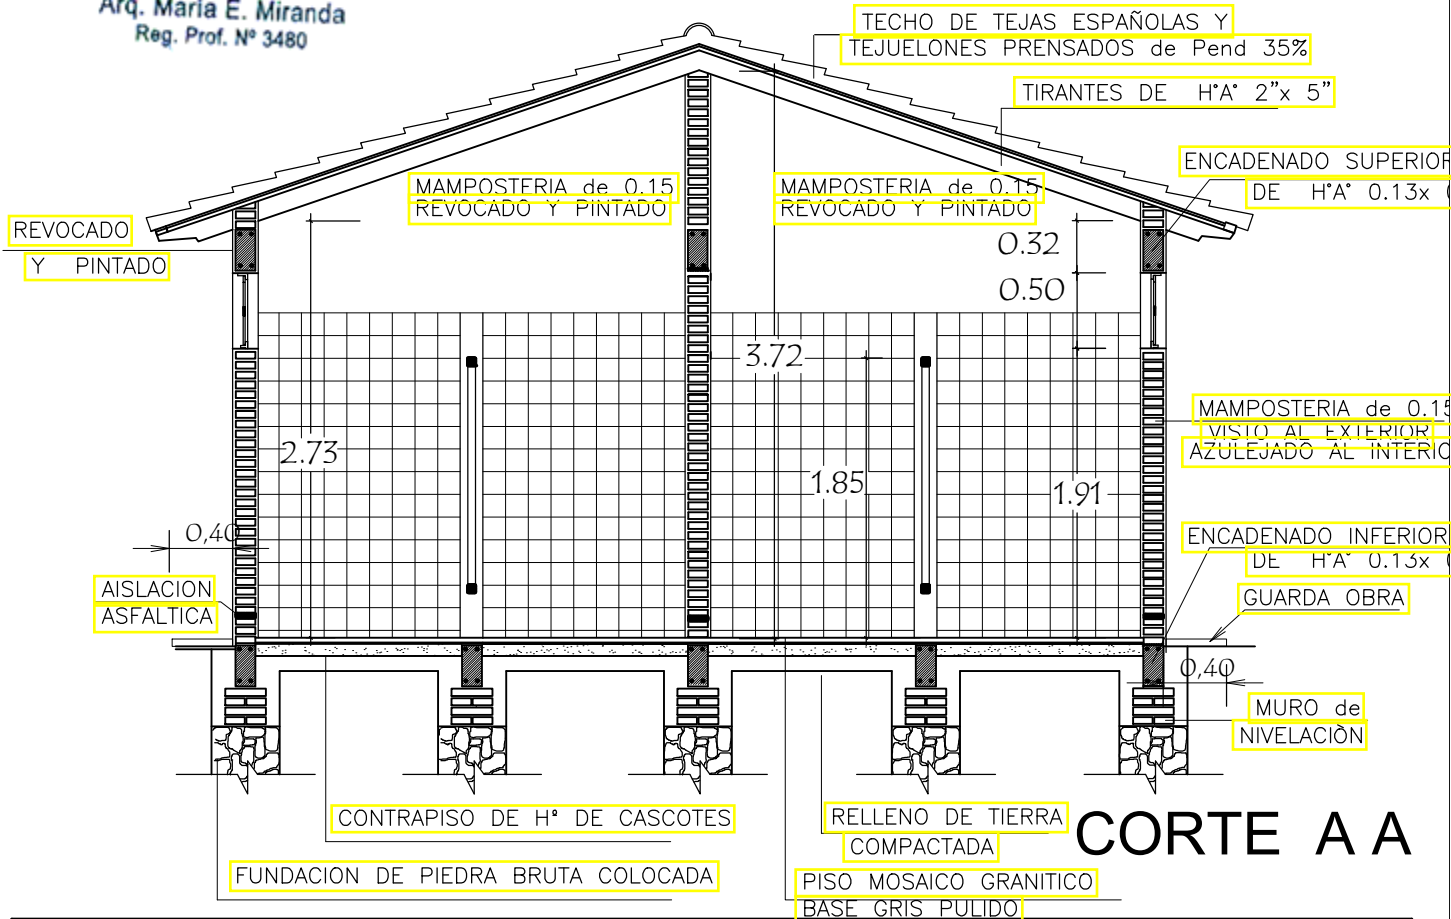 Arq. Maria E. Miranda
Reg. Prof. Nº 3480
TECHO DE TEJAS ESPAÑOLAS Y
TEJUELONES PRENSADOS de Pend 35%
TIRANTES DE H°A° 2”x 5”
ENCADENADO SUPERIOR
DE H°A° 0.13x
MAMPOSTERIA de 0.15
REVOCADO Y PINTADO
MAMPOSTERIA de 0.15
REVOCADO Y PINTADO
REVOCADO
Y PINTADO
0.32
0.50
3.72
2.73
1.85
1.91
MAMPOSTERIA de 0.15
VISTO AL EXTERIOR
AZULEJADO AL INTERIO
0,40
ENCADENADO INFERIOR
DE H°A° 0.13x
AISLACION
ASFALTICA
GUARDA OBRA
0,40
MURO de
NIVELACIÒN
CONTRAPISO DE Hº DE CASCOTES
RELLENO DE TIERRA
COMPACTADA
CORTE A A
FUNDACION DE PIEDRA BRUTA COLOCADA
PISO MOSAICO GRANITICO
BASE GRIS PULIDO